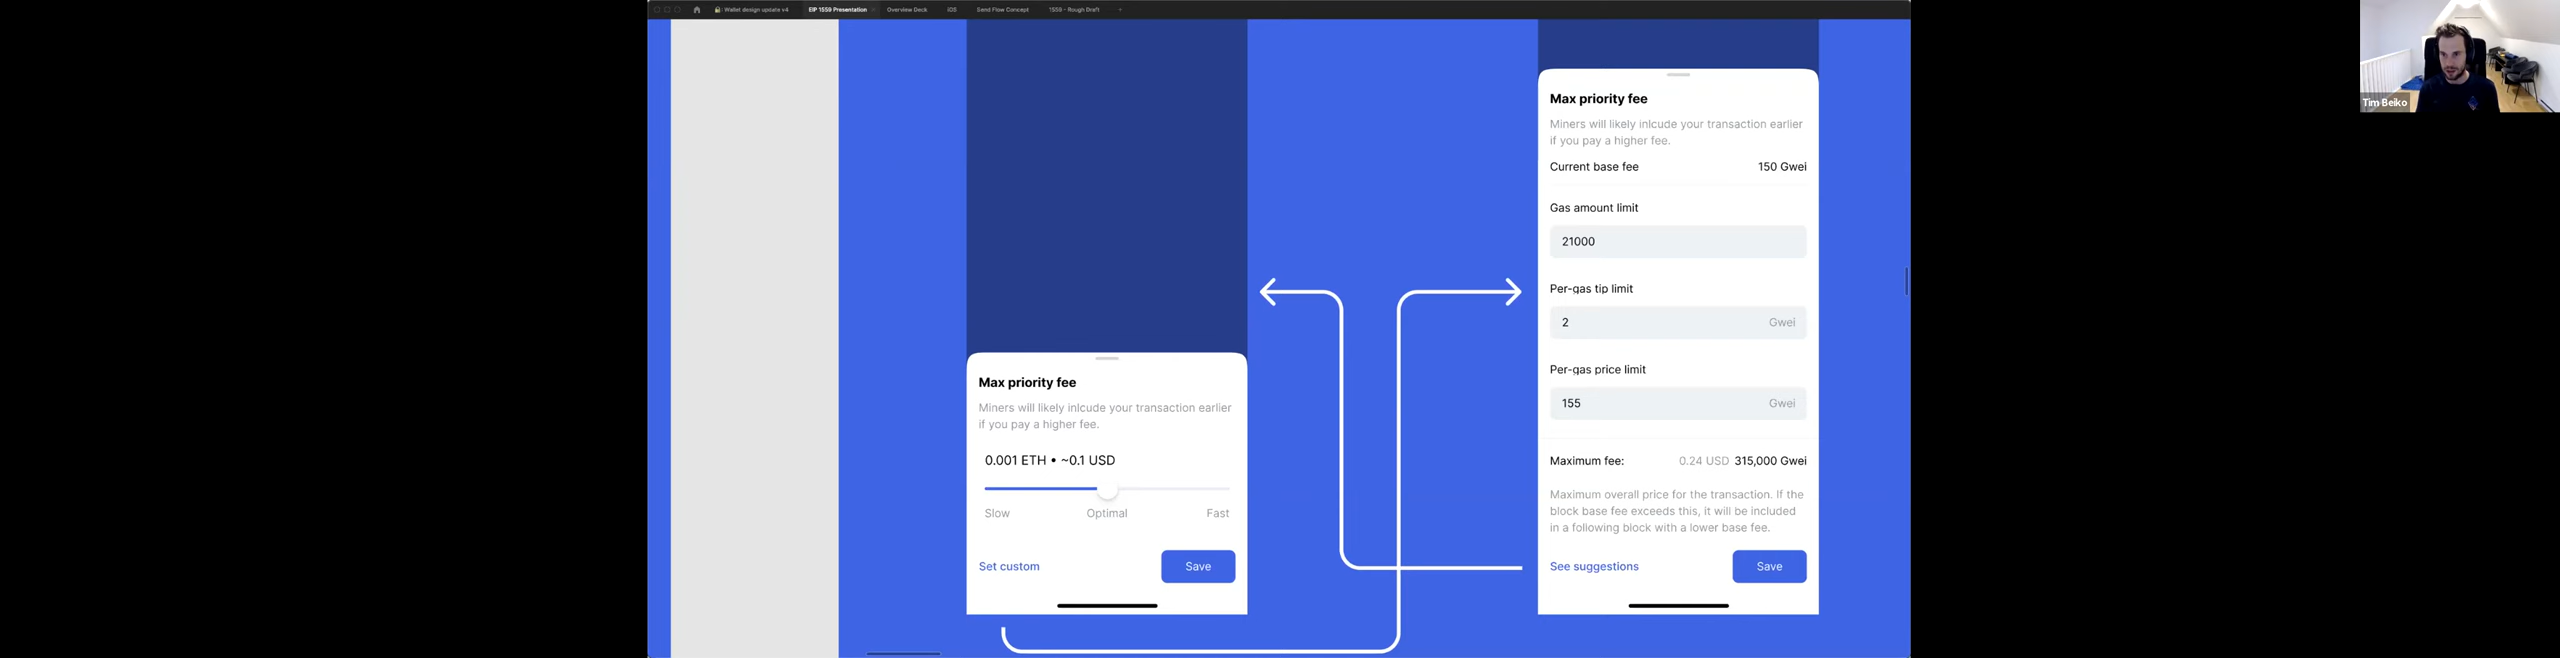 Wallet design update v4
EIP 1559 Presentation
Overview Deck
iOS
Send Flow Concept
1559 - Rough Draft
Max priority fee
Miners will likely inlcude your transaction earlier
if you pay a higher fee.
0.001 ETH • ~0.1 USD
Slow Optimal Fast
Set custom Save
Max priority fee
Miners will likely inlcude your transaction earlier
if you pay a higher fee.
Current base fee 150 Gwei
Gas amount limit
21000
Per-gas tip limit
2 Gwei
Per-gas price limit
155 Gwei
Maximum fee: 0.24 USD 315,000 Gwei
Maximum overall price for the transaction. If the
block base fee exceeds this, it will be included
in a following block with a lower base fee.
See suggestions Save
Tim Beiko